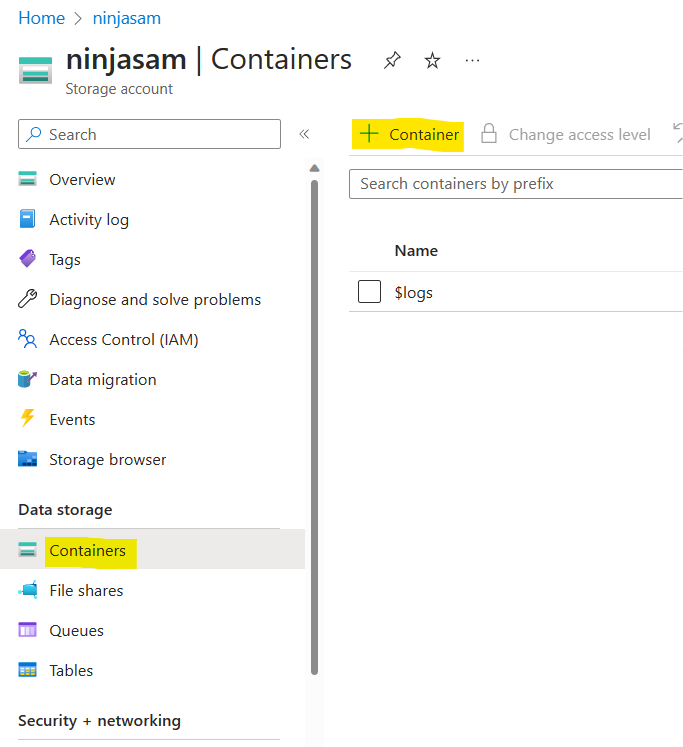 Home > ninjasam
ninjasam | Containers
Storage account
Search
Overview
Activity log
Tags
Diagnose and solve problems
Access Control (IAM)
Data migration
Events
Storage browser
Data storage
Containers
File shares
Queues
Tables
Security + networking
+ Container
Change access level
Search containers by prefix
Name
$logs